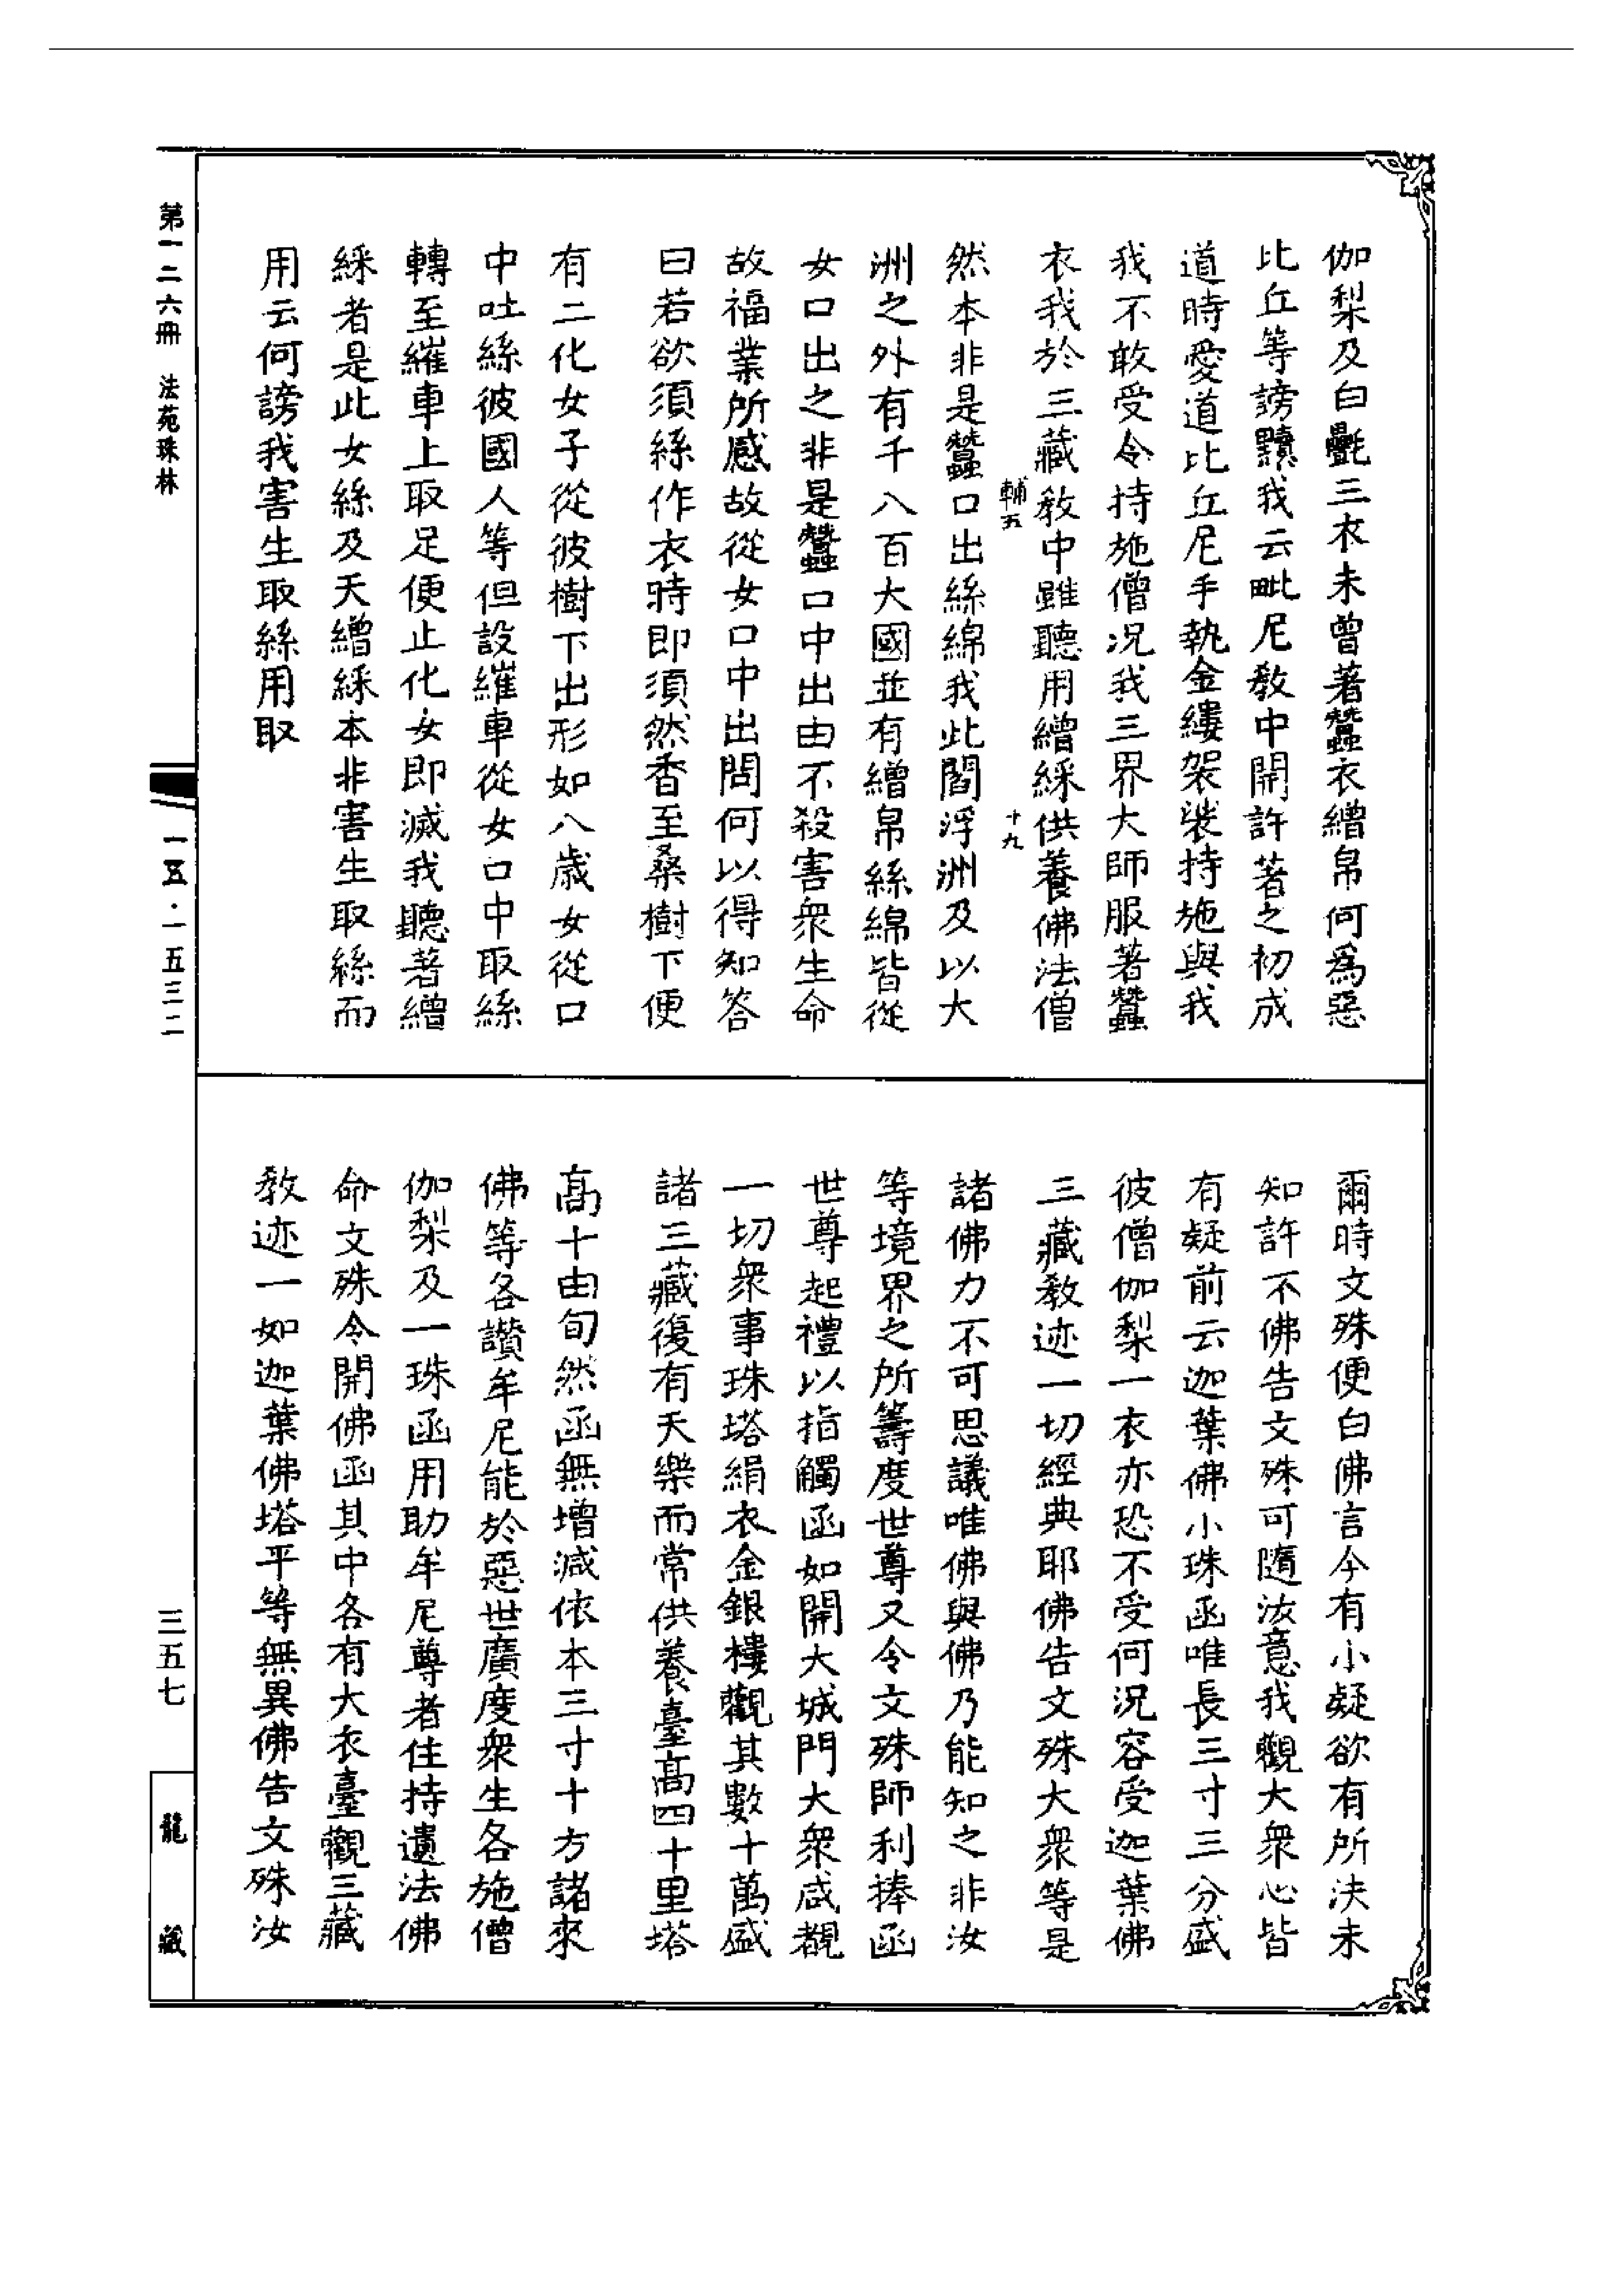 伽梨及白㲲三衣未曾著蠶衣繒帛何為惡
比丘等謗黷我云毗尼教中開許著之初成
道時愛道比丘尼手執金縷袈裟持施與我
我不敢受令持施僧况我三界大師服著蠶
衣我於三藏教中雖聽用繒綵供養佛法僧
輔五
十九
然本非是蠶口出絲綿我此閻浮洲及以大
洲之外有千八百大國並有繒帛絲綿皆從
女口出之非是蠶口中出由不殺害衆生命
故福業所感故從女口中出問何以得知答
曰若欲須絲作衣時即須然香至桑樹下便
有二化女子從彼樹下出形如八歲女從口
中吐絲彼國人等但設繀車從女口中取絲
轉至繀車上取足便止化女即滅我聽著繒
綵者是此女絲及天繒綵本非害生取絲而
用云何謗我害生取絲用取
爾時文殊便白佛言今有小疑欲有所決未
知許不佛告文殊可隨汝意我觀大衆心皆
有疑前云迦葉佛小珠函唯長三寸三分盛
彼僧伽梨一衣亦恐不受何況容受迦葉佛
三藏教迹一切經典耶佛告文殊大衆等是
諸佛力不可思議唯佛與佛乃能知之非汝
等境界之所籌度世尊又令文殊師利捧函
世尊起禮以指觸函如開大城門大衆咸覩
一切衆事珠塔絹衣金銀樓觀其數十萬盛
諸三藏復有天樂而常供養臺高四十里塔
高十由旬然函無增減依本三寸十方諸來
佛等各讚牟尼能於惡世廣度衆生各施僧
伽梨及一珠函用助牟尼尊者住持遺法佛
命文殊令開佛函其中各有大衣臺觀三藏
教迹一如迦葉佛塔平等無異佛告文殊汝
第一二六冊 法苑珠林
一五·一五三二
三五七
龍藏